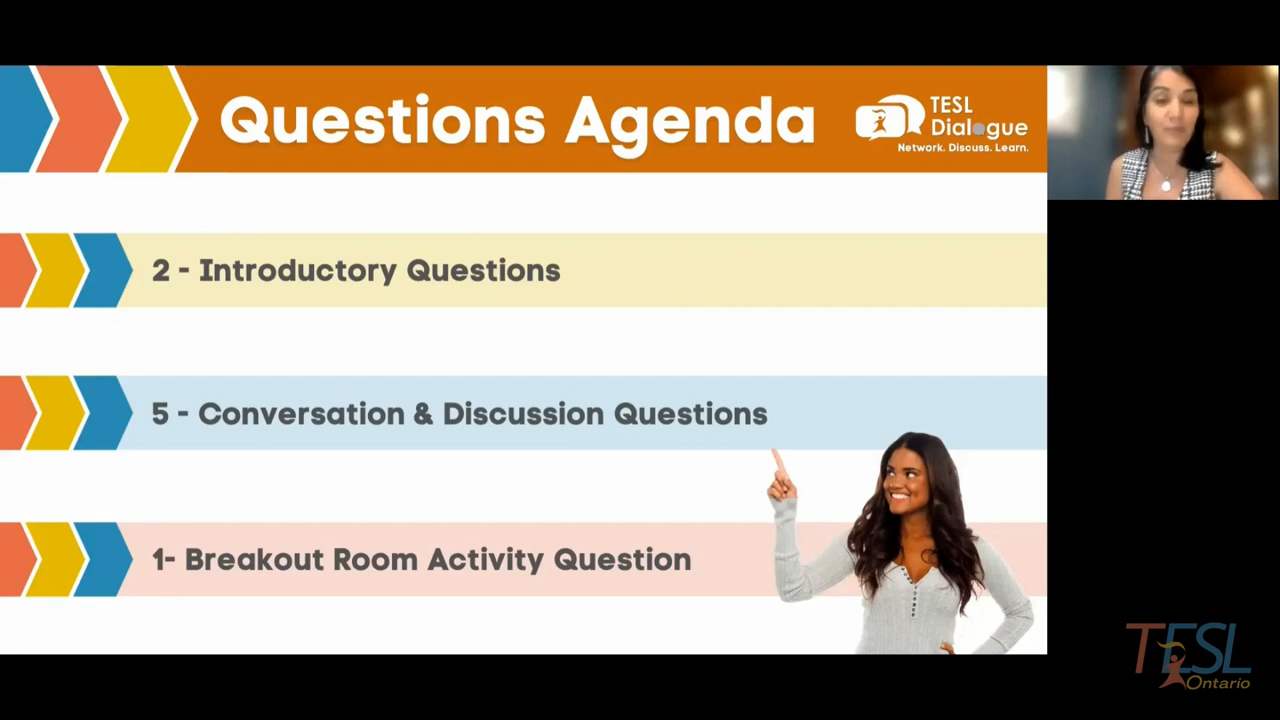 Questions Agenda
TESL
Dialogue
Network. Discuss. Learn.
2 - Introductory Questions
5 - Conversation & Discussion Questions
1- Breakout Room Activity Question
TESL
Ontario